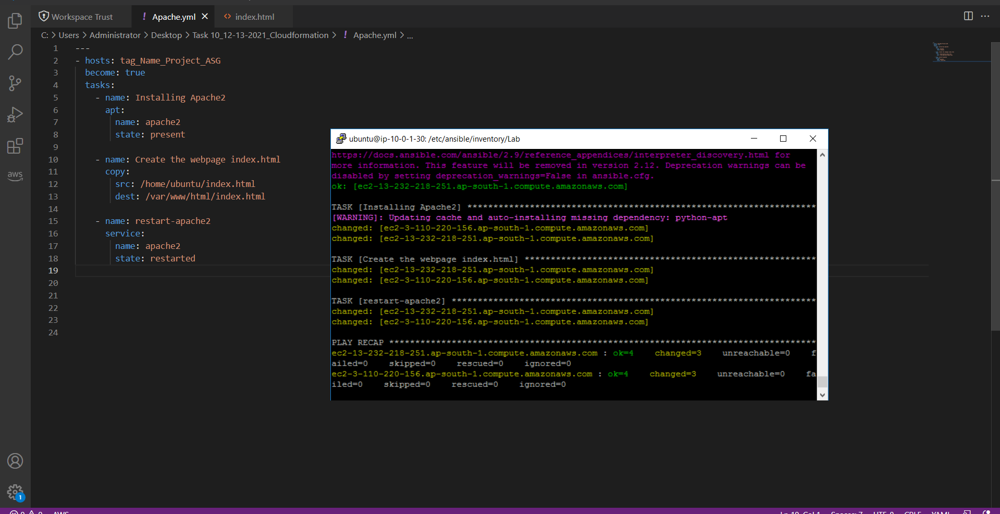 Workspace Trust
! Apache.yml
<> index.html
C: > Users > Administrator > Desktop > Task 10_12-13-2021_Cloudformation > ! Apache.yml > ...
1 ---
2 - hosts: tag_Name_Project_ASG
3 become: true
4 tasks:
5 - name: Installing Apache2
6 apt:
7 name: apache2
8 state: present
9
10 - name: Create the webpage index.html
11 copy:
12 src: /home/ubuntu/index.html
13 dest: /var/www/html/index.html
14
15 - name: restart-apache2
16 service:
17 name: apache2
18 state: restarted
19
20
21
22
23
24
aws
1
ubuntu@ip-10-0-1-30: /etc/ansible/inventory/Lab
https://docs.ansible.com/ansible/2.9/reference_appendices/interpreter_discovery.html for
more information. This feature will be removed in version 2.12. Deprecation warnings can be
disabled by setting deprecation_warnings=False in ansible.cfg.
ok: [ec2-13-232-218-251.ap-south-1.compute.amazonaws.com]
TASK [Installing Apache2] *******************************************************************
[WARNING]: Updating cache and auto-installing missing dependency: python-apt
changed: [ec2-3-110-220-156.ap-south-1.compute.amazonaws.com]
changed: [ec2-13-232-218-251.ap-south-1.compute.amazonaws.com]
TASK [Create the webpage index.html] ********************************************************
changed: [ec2-13-232-218-251.ap-south-1.compute.amazonaws.com]
changed: [ec2-3-110-220-156.ap-south-1.compute.amazonaws.com]
TASK [restart-apache2] **********************************************************************
changed: [ec2-13-232-218-251.ap-south-1.compute.amazonaws.com]
changed: [ec2-3-110-220-156.ap-south-1.compute.amazonaws.com]
PLAY RECAP **********************************************************************************
ec2-13-232-218-251.ap-south-1.compute.amazonaws.com : ok=4 changed=3 unreachable=0 f
ailed=0 skipped=0 rescued=0 ignored=0
ec2-3-110-220-156.ap-south-1.compute.amazonaws.com : ok=4 changed=3 unreachable=0 fa
iled=0 skipped=0 rescued=0 ignored=0
0 0 AWS
Ln 19, Col 1 Spaces: 7 UTF-8 CRLF YAML